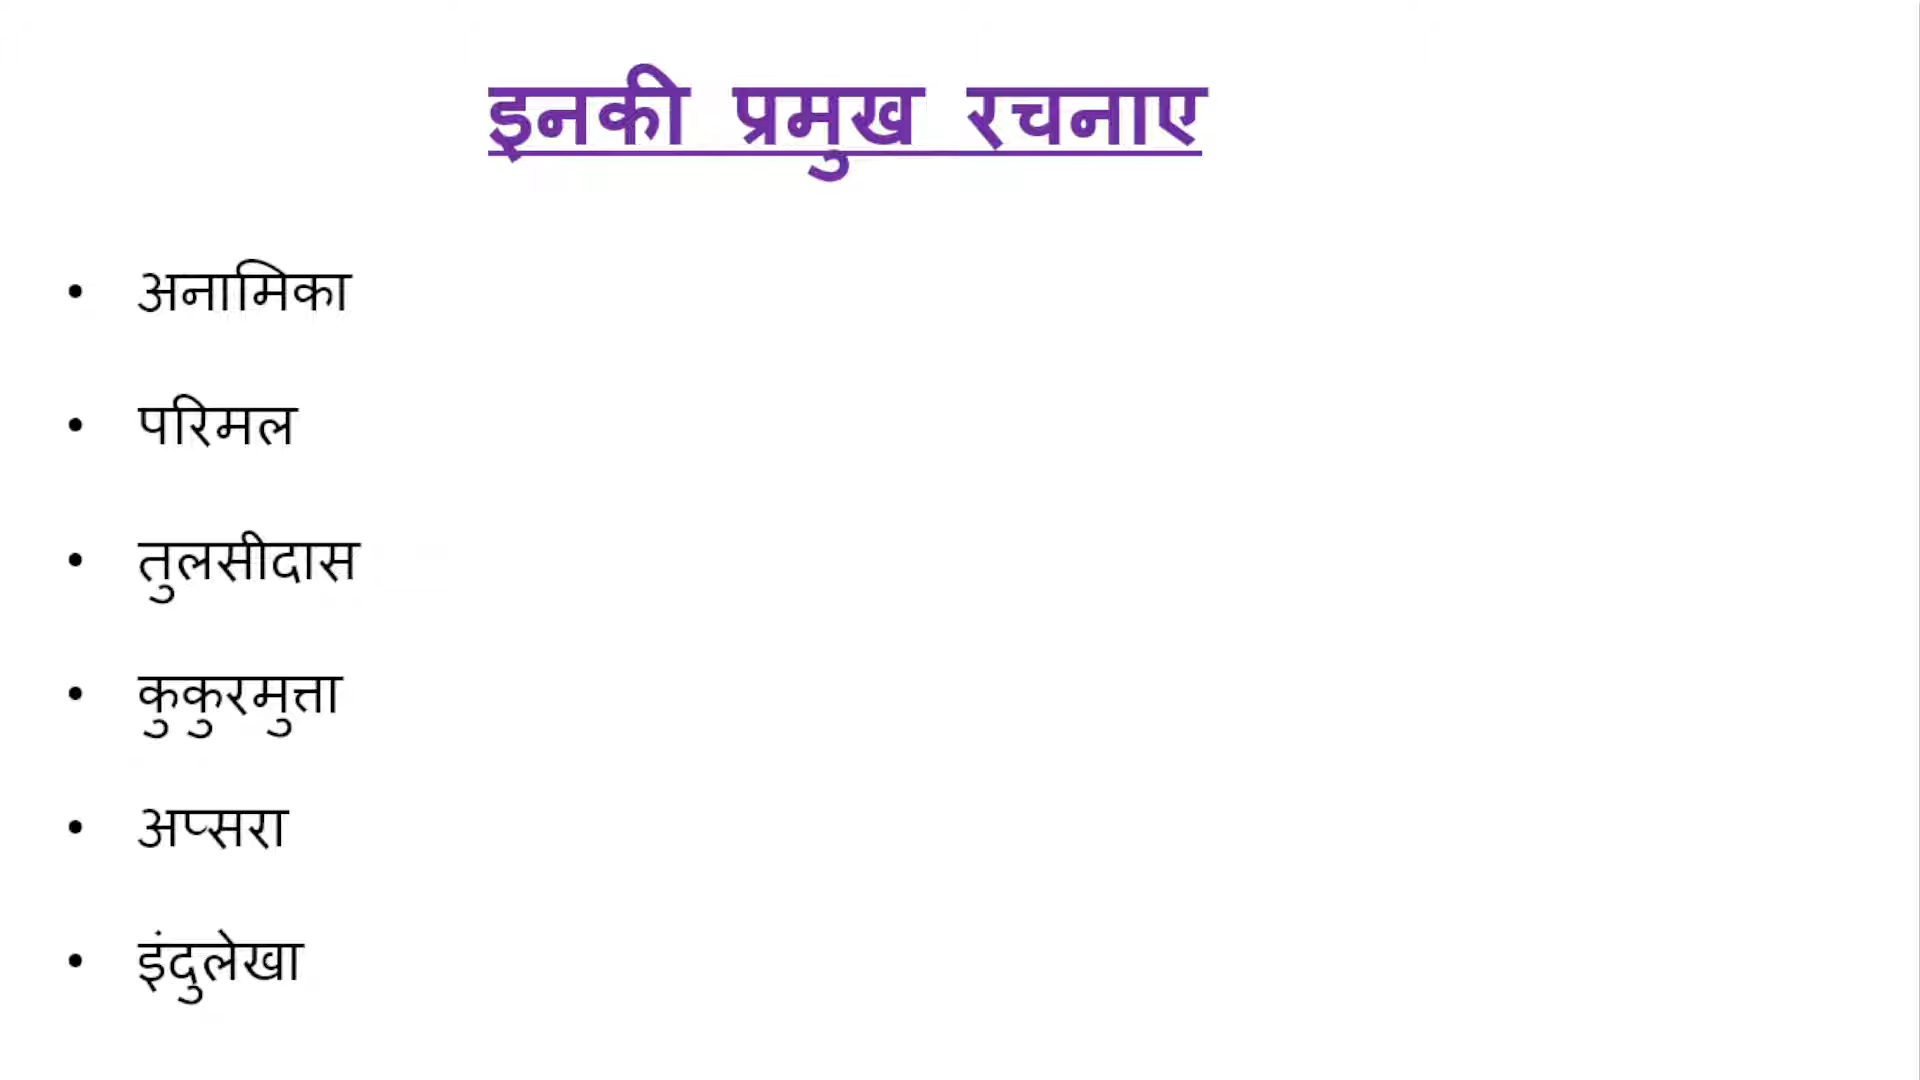 इनकी प्रमुख रचनाए
• अनामिका
• परिमल
• तुलसीदास
• कुकुरमुत्ता
• अप्सरा
• इंदुलेखा